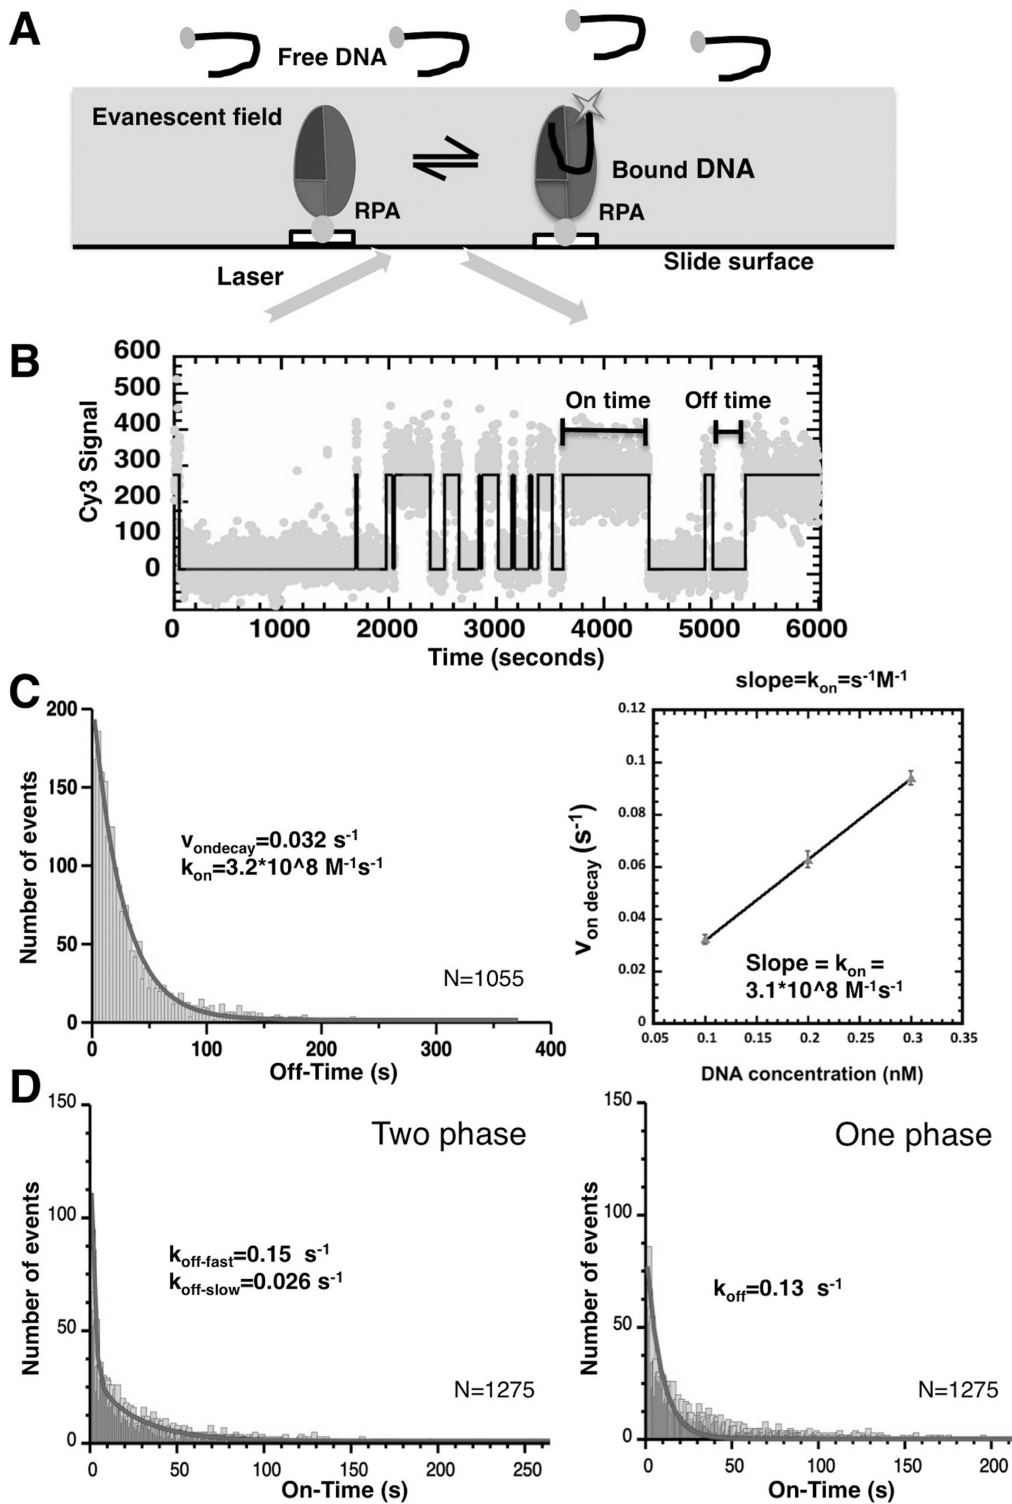 A
Free DNA
Evanescent field
Bound DNA
RPA
RPA
Laser
Slide surface
B
600
500
400
300
200
100
0
Cy3 Signal
On time
Off time
0 1000 2000 3000 4000 5000 6000
Time (seconds)
C
200
150
100
50
0
Number of events
v_ondecay=0.032 s⁻¹
k_on=3.2*10^8 M⁻¹s⁻¹
N=1055
0 100 200 300 400
Off-Time (s)
slope=k_on=s⁻¹M⁻¹
0.12
0.1
0.08
0.06
0.04
0.02
0
v_on decay (s⁻¹)
Slope = k_on =
3.1*10^8 M⁻¹s⁻¹
0.05 0.1 0.15 0.2 0.25 0.3 0.35
DNA concentration (nM)
D
150
100
50
0
Number of events
Two phase
k_off-fast=0.15 s⁻¹
k_off-slow=0.026 s⁻¹
N=1275
0 50 100 150 200 250
On-Time (s)
150
100
50
0
Number of events
One phase
k_off=0.13 s⁻¹
N=1275
0 50 100 150 200
On-Time (s)